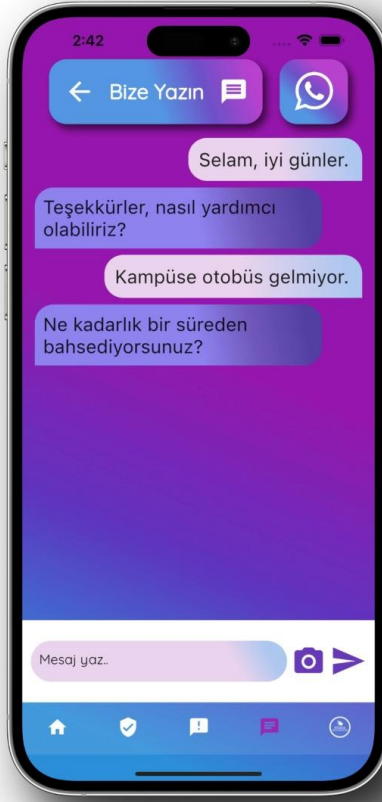 2:42
Bize Yazın
Selam, iyi günler.
Teşekkürler, nasıl yardımcı
olabiliriz?
Kampüse otobüs gelmiyor.
Ne kadarlık bir süreden
bahsediyorsunuz?
Mesaj yaz..